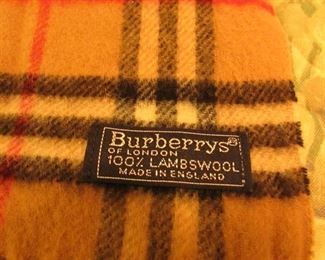 Burberrys®
OF LONDON
100% LAMBSWOOL
MADE IN ENGLAND